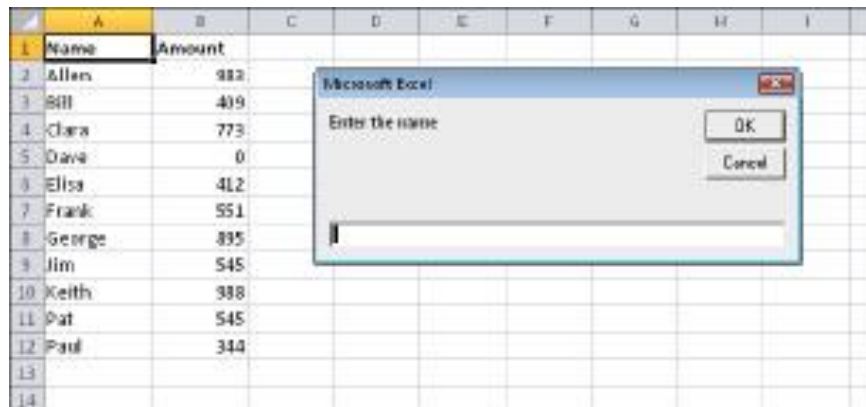 A B C D E F G H I
1 Name Amount
2 Allen 983
3 Bill 409
4 Clara 773
5 Dave 0
6 Elisa 412
7 Frank 551
8 George 895
9 Jim 545
10 Keith 988
11 Pat 545
12 Paul 344
13
14
Microsoft Excel
Enter the name
OK
Cancel